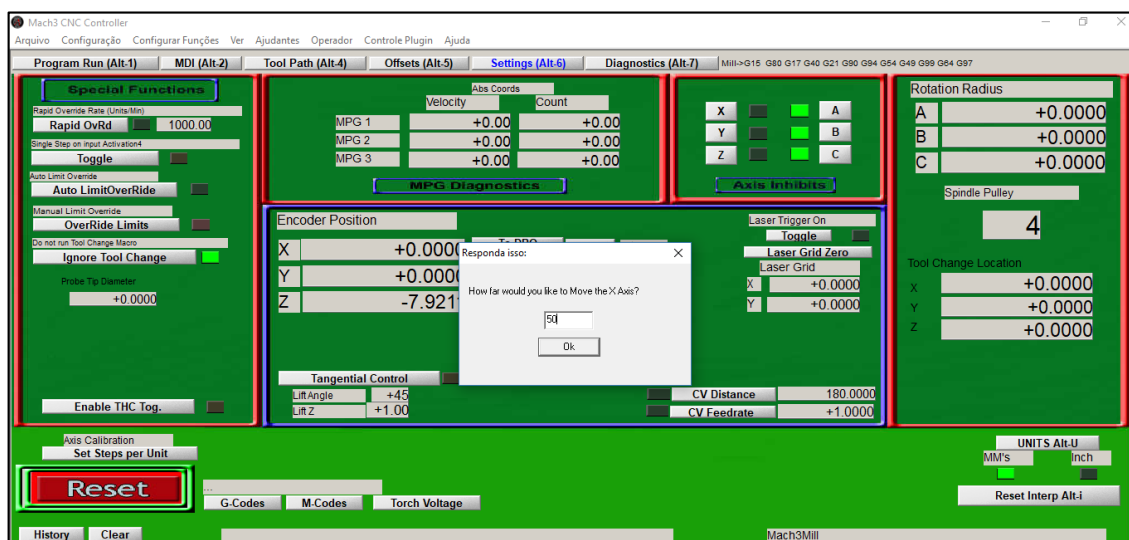 Mach3 CNC Controller
Arquivo Configuração Configurar Funções Ver Ajudantes Operador Controle Plugin Ajuda
Program Run (Alt-1) MDI (Alt-2) Tool Path (Alt-4) Offsets (Alt-5) Settings (Alt-6) Diagnostics (Alt-7) Mill->G15 G80 G17 G40 G21 G90 G94 G54 G49 G99 G64 G97
Special Functions
Rapid Override Rate (Units/Min)
Rapid OvRd 1000.00
Single Step on input Activation4
Toggle
Auto Limit Override
Auto LimitOverRide
Manual Limit Override
OverRide Limits
Do not run Tool Change Macro
Ignore Tool Change
Probe Tip Diameter
+0.0000
Enable THC Tog.
Abs Coords
Velocity Count
MPG 1 +0.00 +0.00
MPG 2 +0.00 +0.00
MPG 3 +0.00 +0.00
MPG Diagnostics
X A
Y B
Z C
Axis Inhibits
Rotation Radius
A +0.0000
B +0.0000
C +0.0000
Spindle Pulley
4
Tool Change Location
X +0.0000
Y +0.0000
Z +0.0000
Encoder Position
X +0.0000
Y +0.000
Z -7.921
Responda isso:
How far would you like to Move the X Axis?
50
Ok
Laser Trigger On
Toggle
Laser Grid Zero
Laser Grid
X +0.0000
Y +0.0000
Tangential Control
Lift Angle +45
Lift Z +1.00
CV Distance 180.0000
CV Feedrate +1.0000
Axis Calibration
Set Steps per Unit
Reset
...
G-Codes M-Codes Torch Voltage
UNITS Alt-U
MM's Inch
Reset Interp Alt-i
History Clear
Mach3Mill